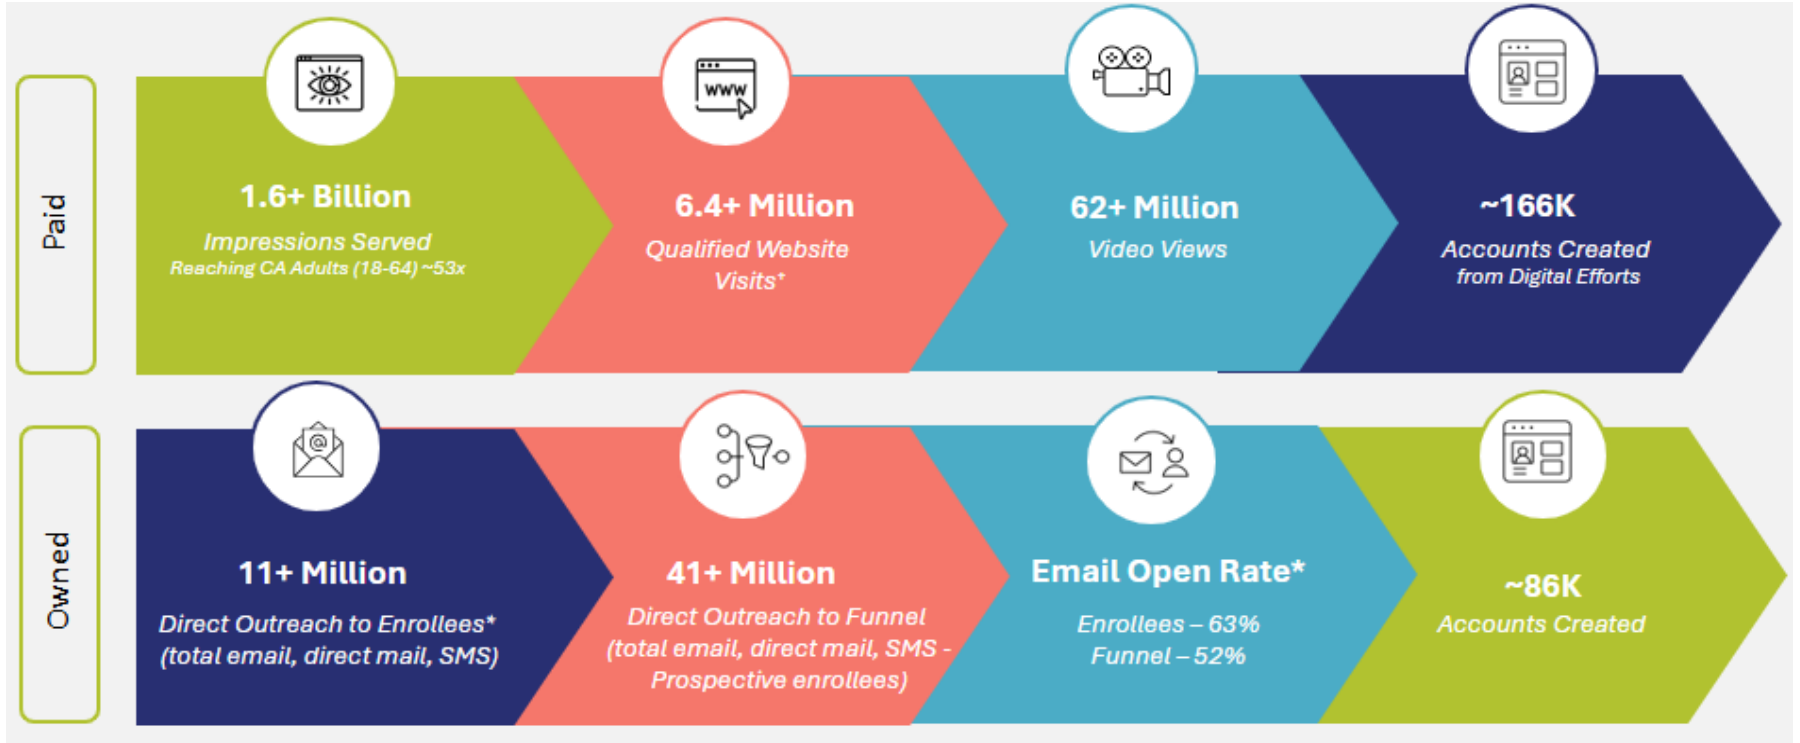 Paid
1.6+ Billion
Impressions Served
Reaching CA Adults (18-64) ~53x
www
6.4+ Million
Qualified Website
Visits+
62+ Million
Video Views
~166K
Accounts Created
from Digital Efforts
Owned
@
11+ Million
Direct Outreach to Enrollees*
(total email, direct mail, SMS)
41+ Million
Direct Outreach to Funnel
(total email, direct mail, SMS -
Prospective enrollees)
Email Open Rate*
Enrollees – 63%
Funnel – 52%
~86K
Accounts Created